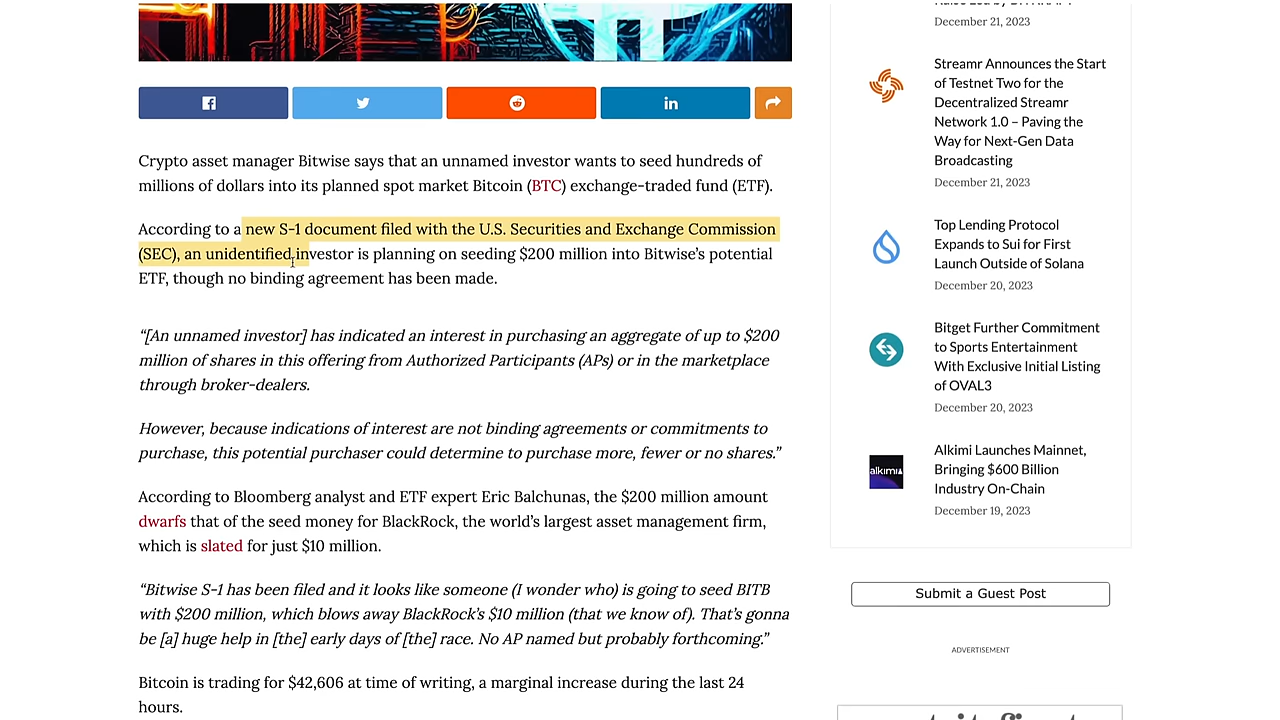 Crypto asset manager Bitwise says that an unnamed investor wants to seed hundreds of
millions of dollars into its planned spot market Bitcoin (BTC) exchange-traded fund (ETF).
According to a new S-1 document filed with the U.S. Securities and Exchange Commission
(SEC), an unidentified investor is planning on seeding $200 million into Bitwise’s potential
ETF, though no binding agreement has been made.
“[An unnamed investor] has indicated an interest in purchasing an aggregate of up to $200
million of shares in this offering from Authorized Participants (APs) or in the marketplace
through broker-dealers.
However, because indications of interest are not binding agreements or commitments to
purchase, this potential purchaser could determine to purchase more, fewer or no shares.”
According to Bloomberg analyst and ETF expert Eric Balchunas, the $200 million amount
dwarfs that of the seed money for BlackRock, the world’s largest asset management firm,
which is slated for just $10 million.
“Bitwise S-1 has been filed and it looks like someone (I wonder who) is going to seed BITB
with $200 million, which blows away BlackRock’s $10 million (that we know of). That’s gonna
be [a] huge help in [the] early days of [the] race. No AP named but probably forthcoming.”
Bitcoin is trading for $42,606 at time of writing, a marginal increase during the last 24
hours.
December 21, 2023
Streamr Announces the Start
of Testnet Two for the
Decentralized Streamr
Network 1.0 – Paving the
Way for Next-Gen Data
Broadcasting
December 21, 2023
Top Lending Protocol
Expands to Sui for First
Launch Outside of Solana
December 20, 2023
Bitget Further Commitment
to Sports Entertainment
With Exclusive Initial Listing
of OVAL3
December 20, 2023
alkimi
Alkimi Launches Mainnet,
Bringing $600 Billion
Industry On-Chain
December 19, 2023
Submit a Guest Post
ADVERTISEMENT